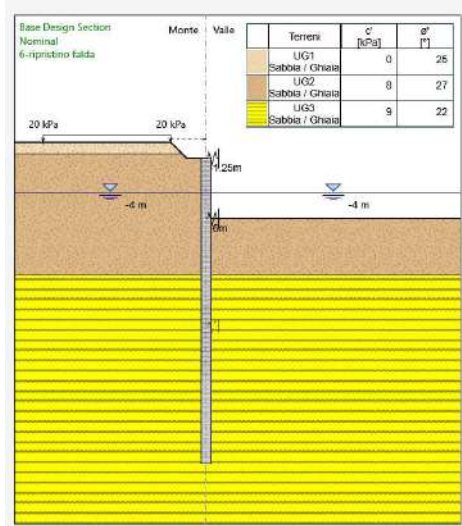 Base Design Section
Nominal
6-ripristino falda
Monte Valle
Terreni c' [kPa] ø' [°]
UG1 Sabbia / Ghiaia 0 25
UG2 Sabbia / Ghiaia 8 27
UG3 Sabbia / Ghiaia 9 22
20 kPa 20 kPa
1.25m
-4 m -4 m